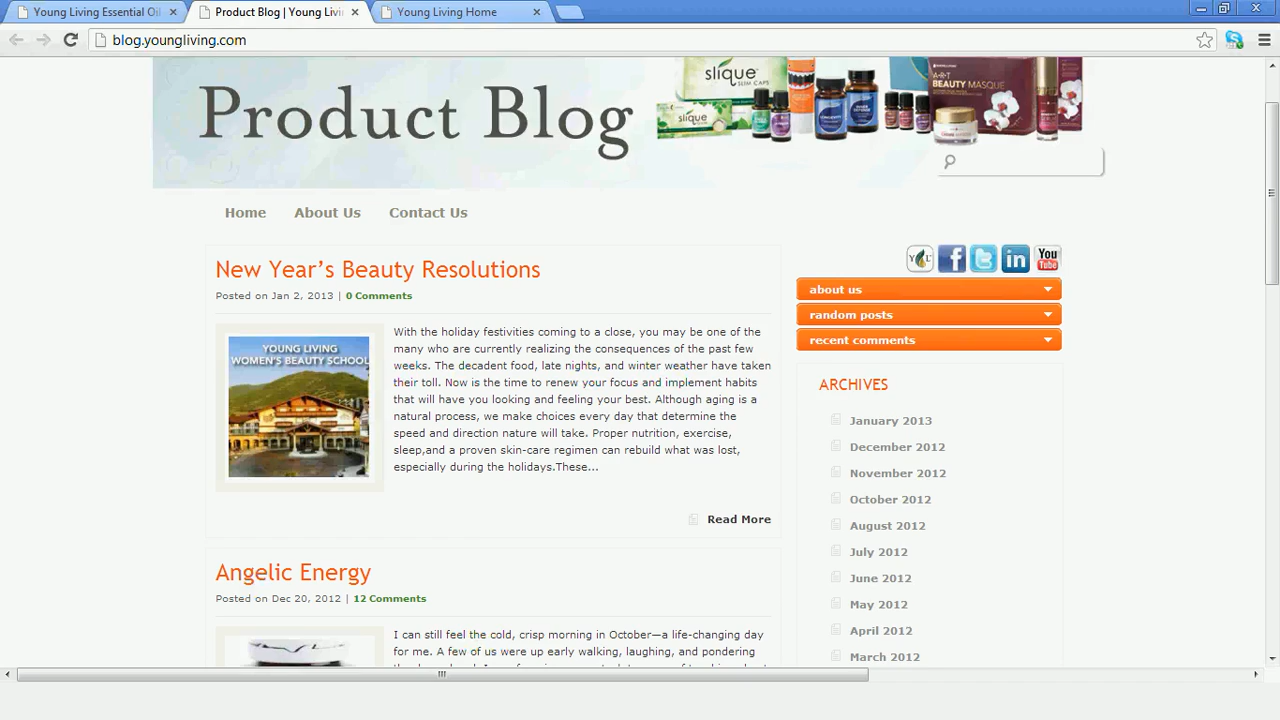 Young Living Essential Oil
Product Blog | Young Livi
Young Living Home
blog.youngliving.com
Product Blog
slique
SLIM CAPS
slique
LONGEVITY
A·R·T
BEAUTY MASQUE
Home
About Us
Contact Us
New Year's Beauty Resolutions
Posted on Jan 2, 2013 | 0 Comments
YOUNG LIVING
WOMEN'S BEAUTY SCHOOL
With the holiday festivities coming to a close, you may be one of the
many who are currently realizing the consequences of the past few
weeks. The decadent food, late nights, and winter weather have taken
their toll. Now is the time to renew your focus and implement habits
that will have you looking and feeling your best. Although aging is a
natural process, we make choices every day that determine the
speed and direction nature will take. Proper nutrition, exercise,
sleep,and a proven skin-care regimen can rebuild what was lost,
especially during the holidays.These...
Read More
Angelic Energy
Posted on Dec 20, 2012 | 12 Comments
I can still feel the cold, crisp morning in October—a life-changing day
for me. A few of us were up early walking, laughing, and pondering
Y L
f
t
in
You
Tube
about us
random posts
recent comments
ARCHIVES
January 2013
December 2012
November 2012
October 2012
August 2012
July 2012
June 2012
May 2012
April 2012
March 2012